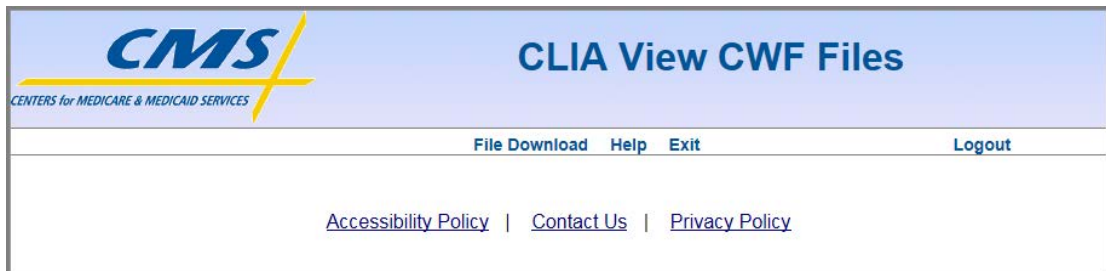 CMS
CENTERS for MEDICARE & MEDICAID SERVICES
CLIA View CWF Files
File Download Help Exit Logout
Accessibility Policy | Contact Us | Privacy Policy